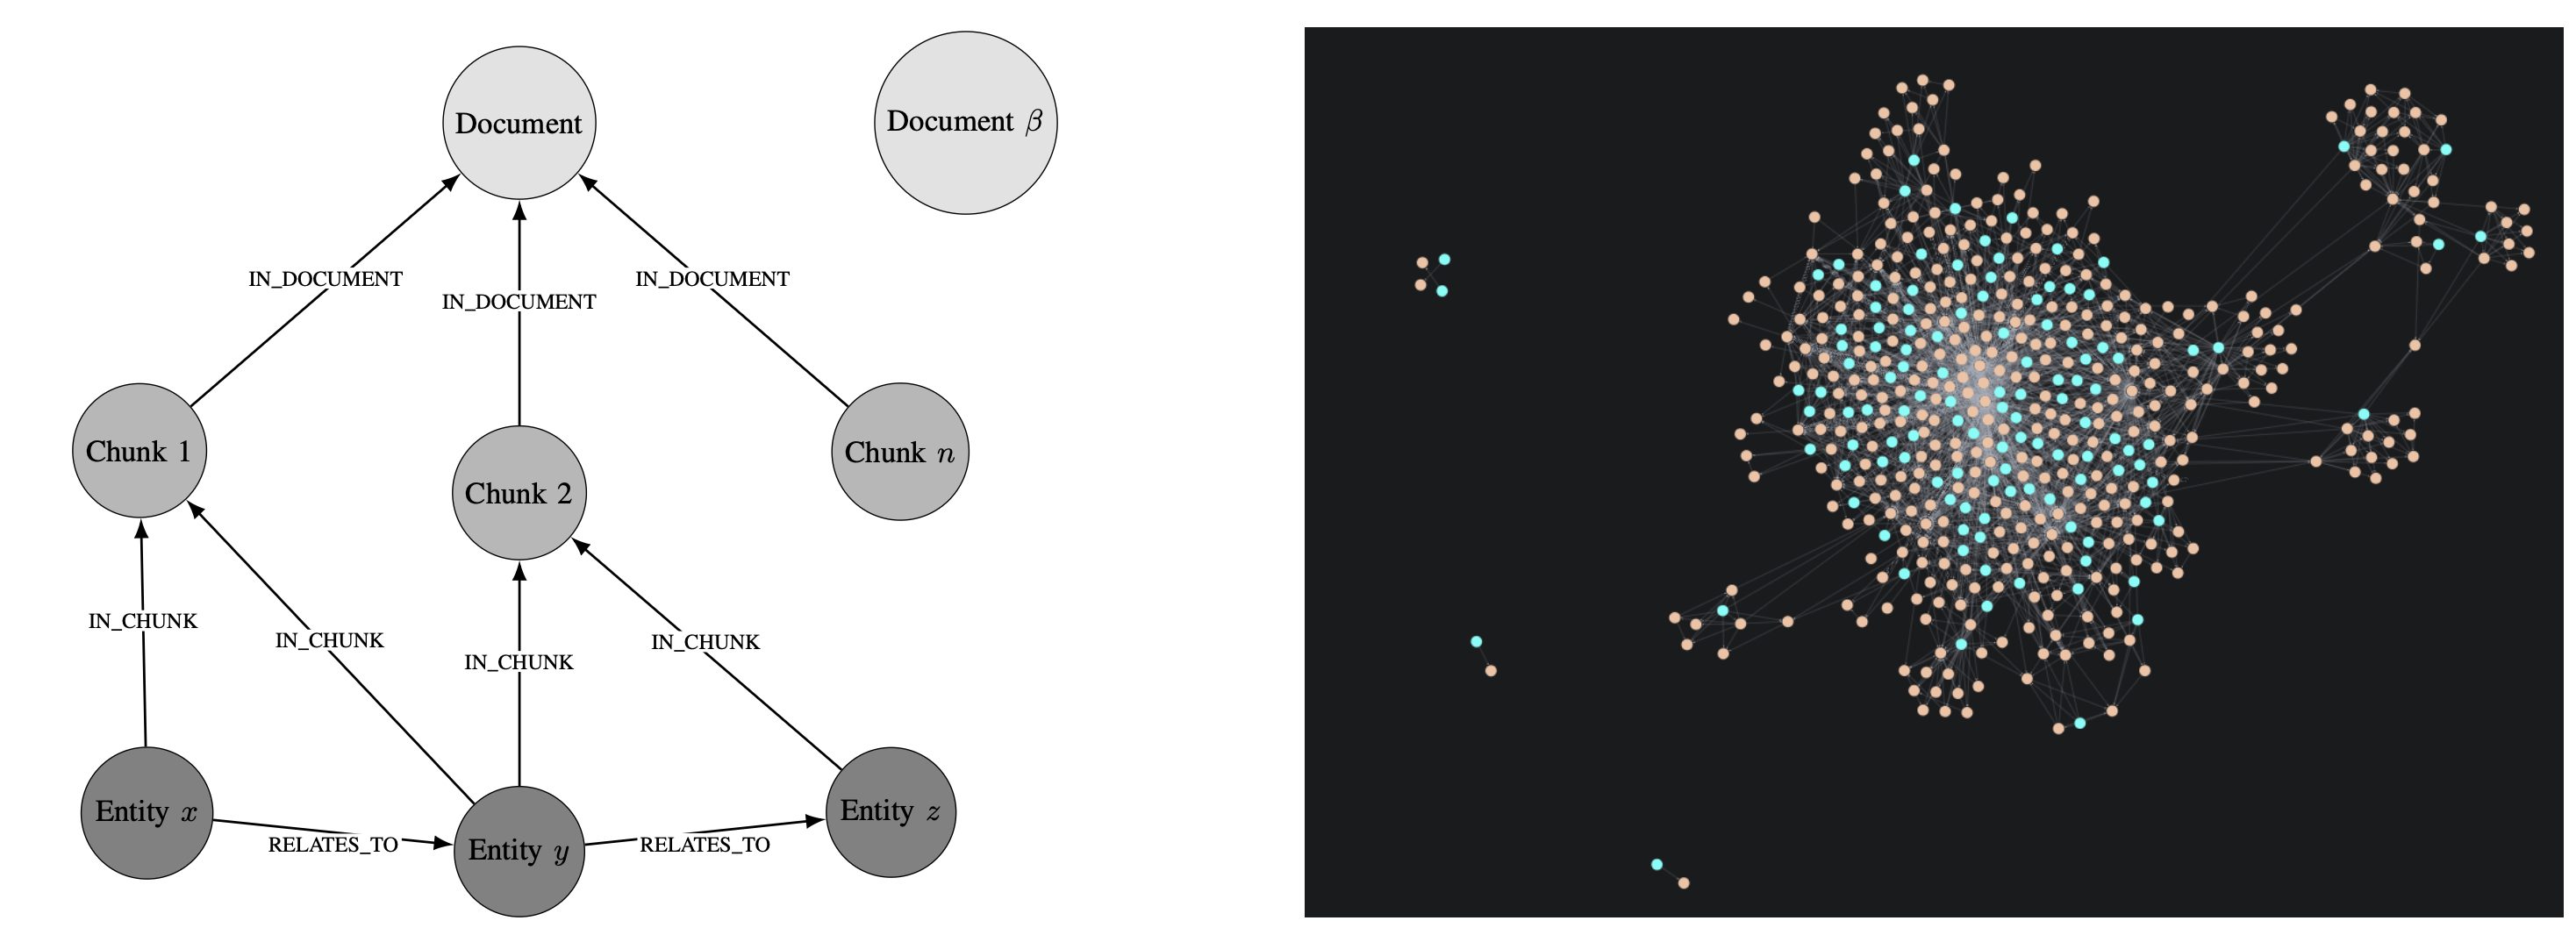 Document
Document β
IN_DOCUMENT
IN_DOCUMENT
IN_DOCUMENT
Chunk 1
Chunk 2
Chunk n
IN_CHUNK
IN_CHUNK
IN_CHUNK
IN_CHUNK
Entity x
Entity y
Entity z
RELATES_TO
RELATES_TO